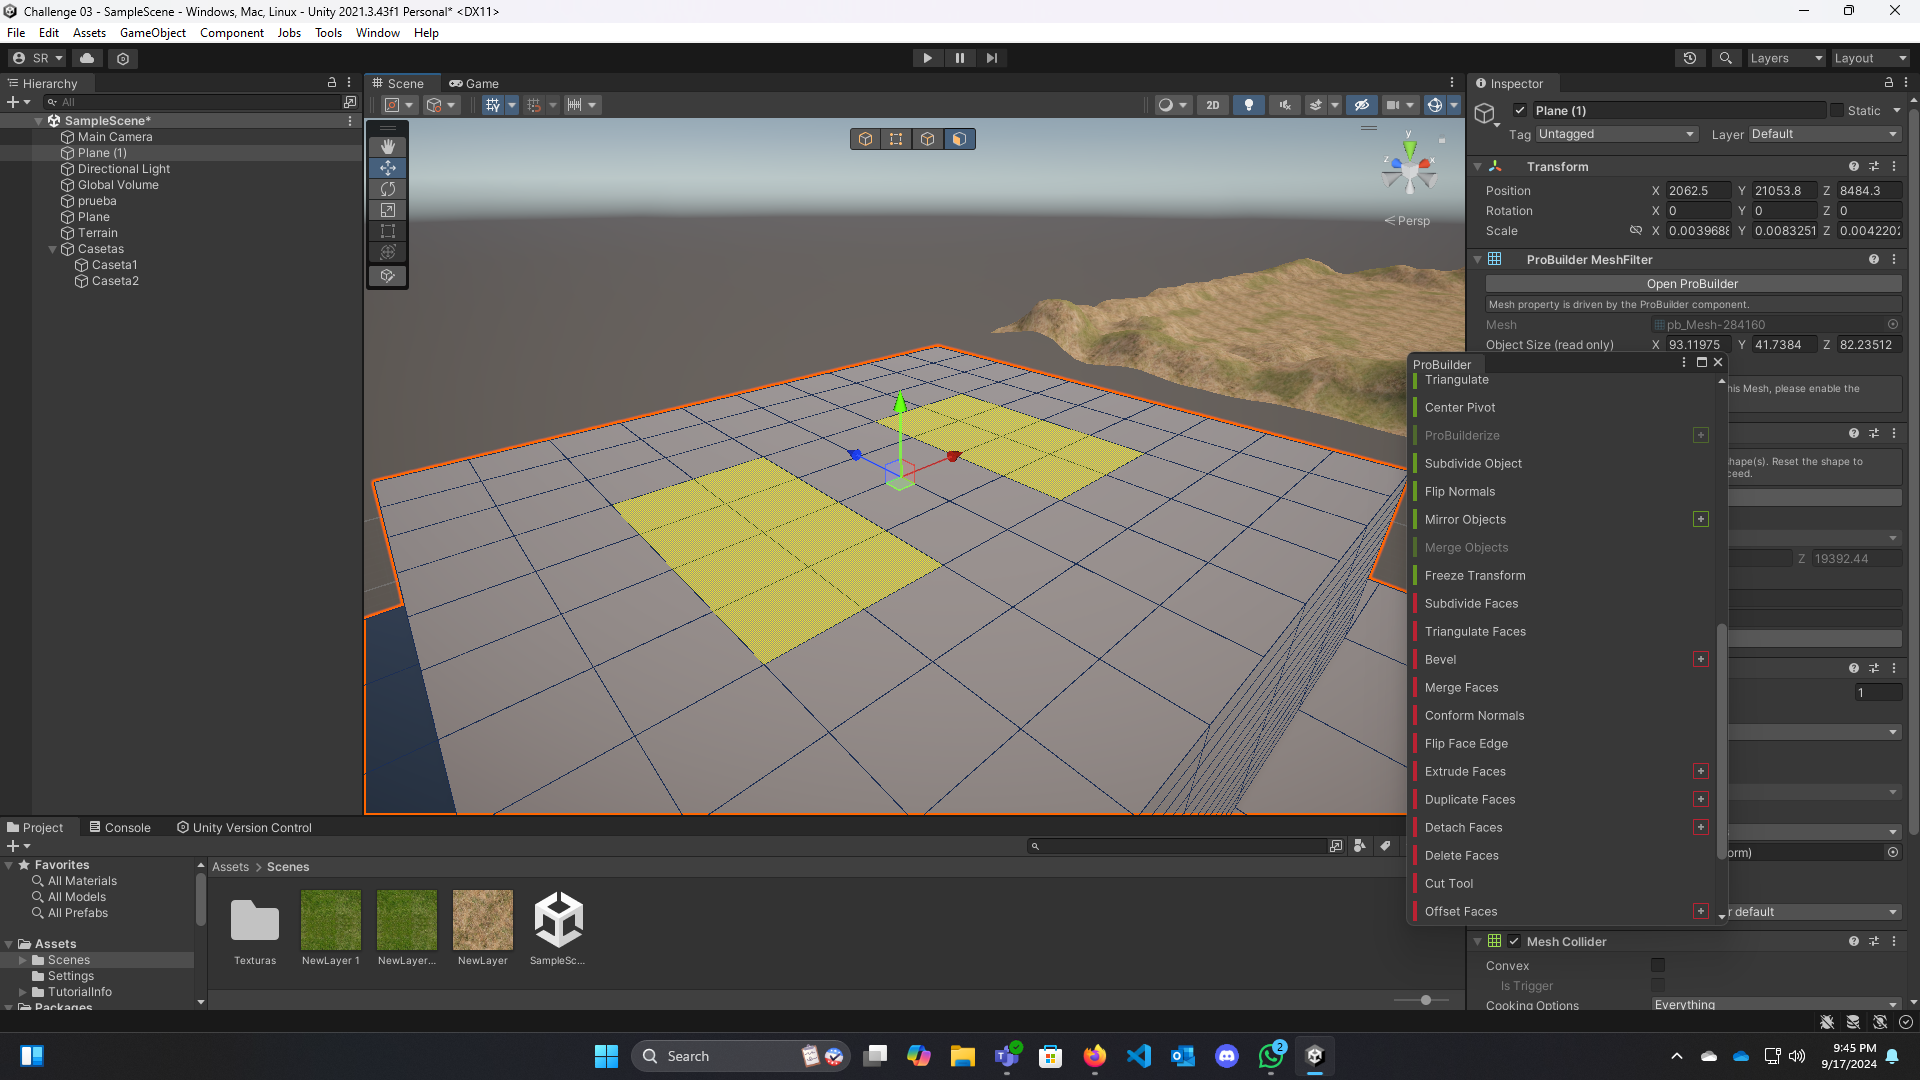 Challenge 03 - SampleScene - Windows, Mac, Linux - Unity 2021.3.43f1 Personal* <DX11>
File Edit Assets GameObject Component Jobs Tools Window Help
SR
Layers Layout
Hierarchy
All
SampleScene*
Main Camera
Plane (1)
Directional Light
Global Volume
prueba
Plane
Terrain
Casetas
Caseta1
Caseta2
Scene Game
2D
y
z x
Persp
Inspector
Plane (1) Static
Tag Untagged Layer Default
Transform
Position X 2062.5 Y 21053.8 Z 8484.3
Rotation X 0 Y 0 Z 0
Scale X 0.0039688 Y 0.0083251 Z 0.0042202
ProBuilder MeshFilter
Open ProBuilder
Mesh property is driven by the ProBuilder component.
Mesh pb_Mesh-284160
Object Size (read only) X 93.11975 Y 41.7384 Z 82.23512
ProBuilder
Triangulate
Center Pivot
ProBuilderize
Subdivide Object
Flip Normals
Mirror Objects
Merge Objects
Freeze Transform
Subdivide Faces
Triangulate Faces
Bevel
Merge Faces
Conform Normals
Flip Face Edge
Extrude Faces
Duplicate Faces
Detach Faces
Delete Faces
Cut Tool
Offset Faces
his Mesh, please enable the
hape(s). Reset the shape to
ceed.
Z 19392.44
1
orm)
r default
Mesh Collider
Convex
Is Trigger
Cooking Options Everything
Project Console Unity Version Control
Favorites
All Materials
All Models
All Prefabs
Assets
Scenes
Settings
TutorialInfo
Packages
Assets > Scenes
Texturas NewLayer 1 NewLayer... NewLayer SampleSc...
Search
2
9:45 PM
9/17/2024